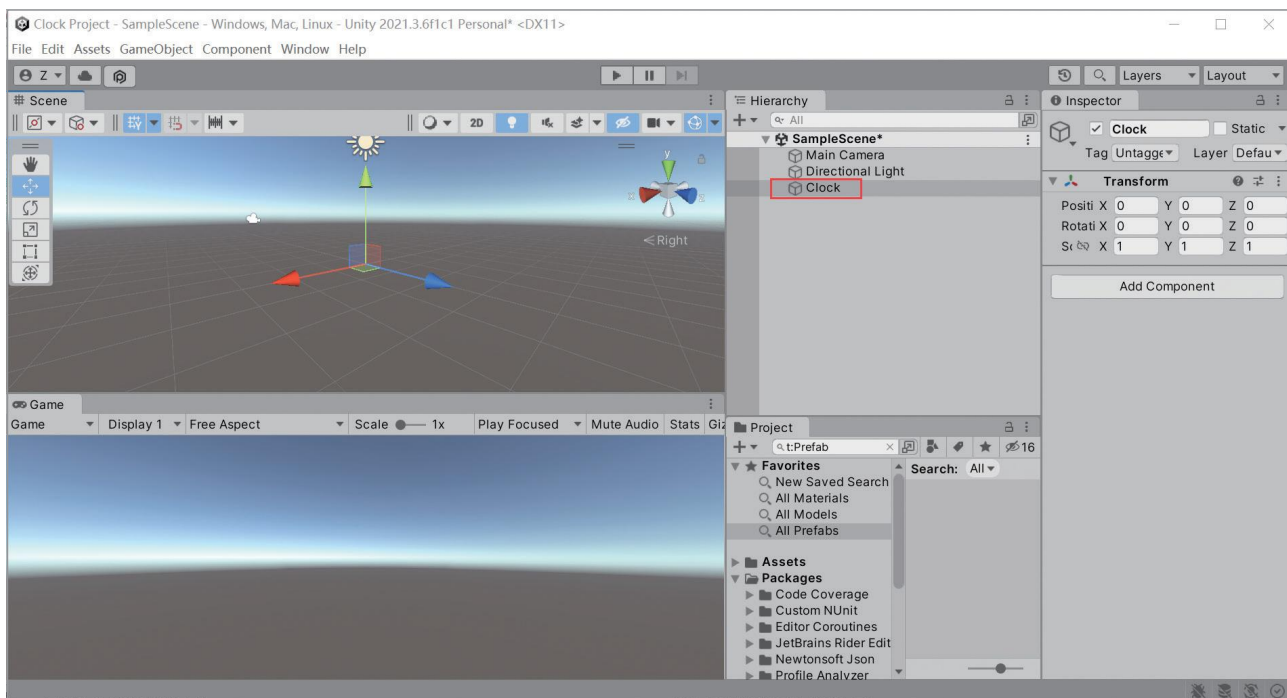 Clock Project - SampleScene - Windows, Mac, Linux - Unity 2021.3.6f1c1 Personal* <DX11>
File Edit Assets GameObject Component Window Help
Z
Layers
Layout
Scene
2D
y
Right
Game
Game
Display 1
Free Aspect
Scale
1x
Play Focused
Mute Audio
Stats
Giz
Hierarchy
All
SampleScene*
Main Camera
Directional Light
Clock
Project
t:Prefab
16
Favorites
New Saved Search
All Materials
All Models
All Prefabs
Assets
Packages
Code Coverage
Custom NUnit
Editor Coroutines
JetBrains Rider Edit
Newtonsoft Json
Profile Analyzer
Search: All
Inspector
Clock
Static
Tag Untagge Layer Defau
Transform
Positi X 0 Y 0 Z 0
Rotati X 0 Y 0 Z 0
X 1 Y 1 Z 1
Add Component